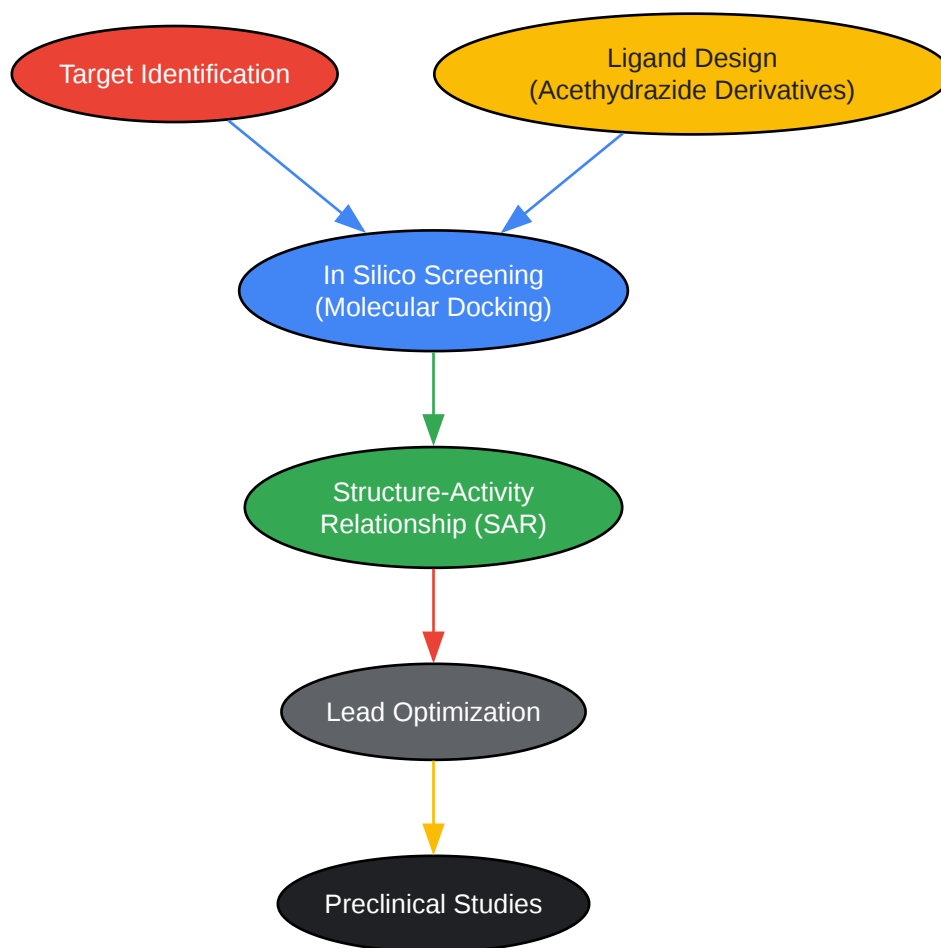 Target Identification
Ligand Design
(Acethydrazide Derivatives)
In Silico Screening
(Molecular Docking)
Structure-Activity
Relationship (SAR)
Lead Optimization
Preclinical Studies